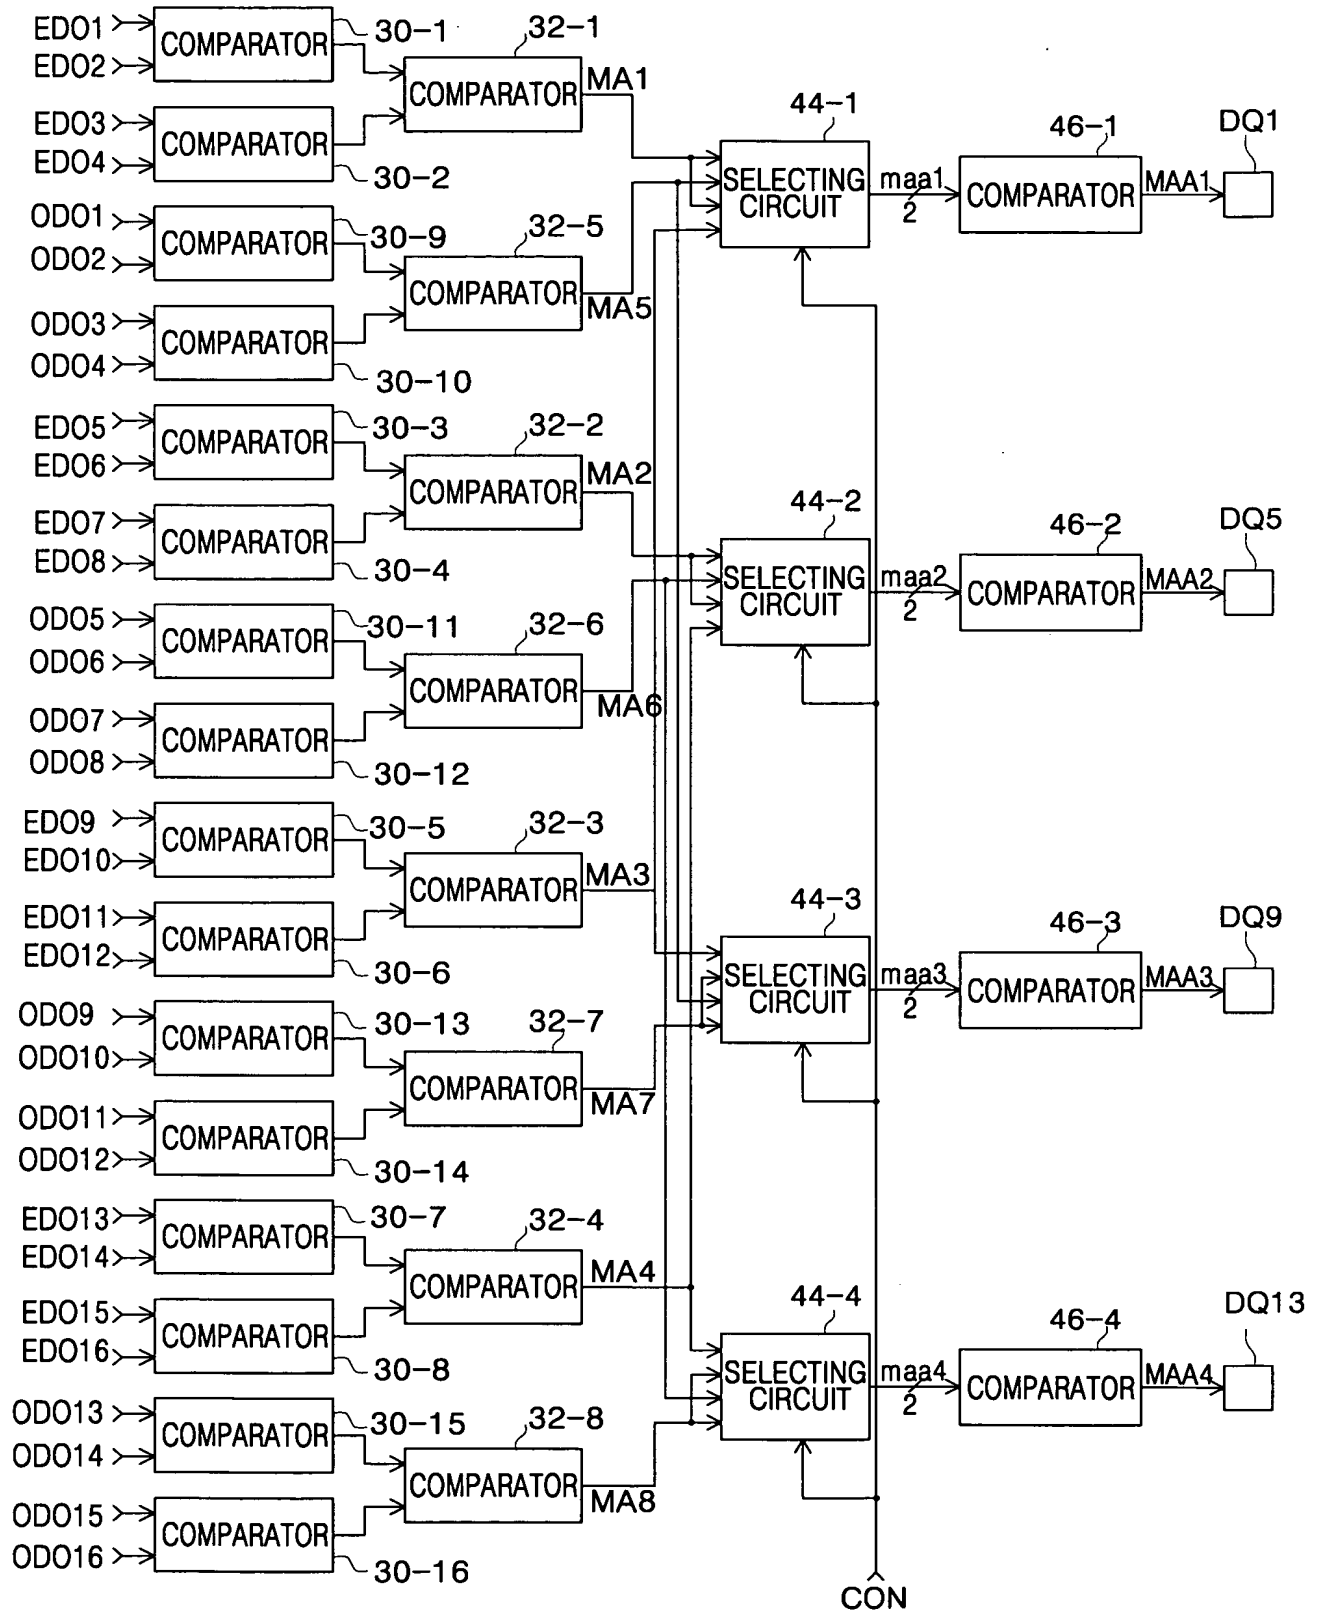 EDO1
EDO2
COMPARATOR
30-1
32-1
COMPARATOR
MA1
EDO3
EDO4
COMPARATOR
30-2
ODO1
ODO2
COMPARATOR
30-9
32-5
COMPARATOR
MA5
ODO3
ODO4
COMPARATOR
30-10
44-1
SELECTING
CIRCUIT
maa1
2
46-1
COMPARATOR
MAA1
DQ1
EDO5
EDO6
COMPARATOR
30-3
32-2
COMPARATOR
MA2
EDO7
EDO8
COMPARATOR
30-4
ODO5
ODO6
COMPARATOR
30-11
32-6
COMPARATOR
MA6
ODO7
ODO8
COMPARATOR
30-12
44-2
SELECTING
CIRCUIT
maa2
2
46-2
COMPARATOR
MAA2
DQ5
EDO9
EDO10
COMPARATOR
30-5
32-3
COMPARATOR
MA3
EDO11
EDO12
COMPARATOR
30-6
ODO9
ODO10
COMPARATOR
30-13
32-7
COMPARATOR
MA7
ODO11
ODO12
COMPARATOR
30-14
44-3
SELECTING
CIRCUIT
maa3
2
46-3
COMPARATOR
MAA3
DQ9
EDO13
EDO14
COMPARATOR
30-7
32-4
COMPARATOR
MA4
EDO15
EDO16
COMPARATOR
30-8
ODO13
ODO14
COMPARATOR
30-15
32-8
COMPARATOR
MA8
ODO15
ODO16
COMPARATOR
30-16
44-4
SELECTING
CIRCUIT
maa4
2
46-4
COMPARATOR
MAA4
DQ13
CON